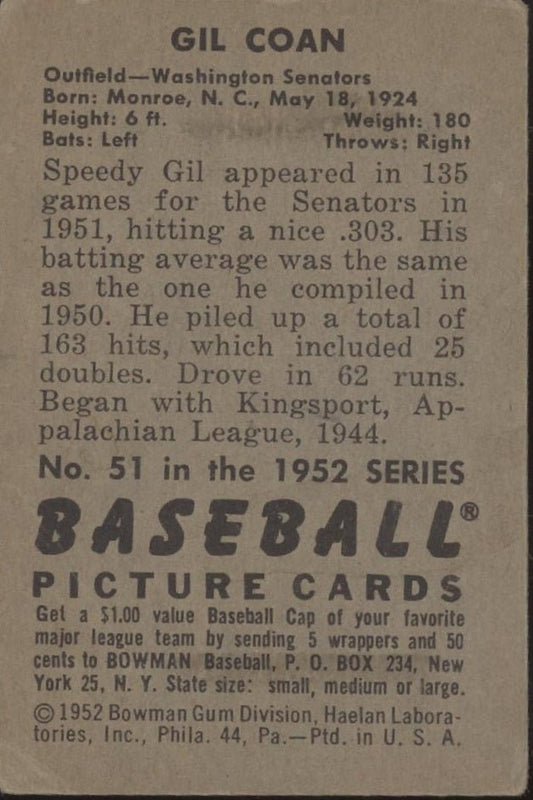 GIL COAN
Outfield—Washington Senators
Born: Monroe, N. C., May 18, 1924
Height: 6 ft. Weight: 180
Bats: Left Throws: Right
Speedy Gil appeared in 135
games for the Senators in
1951, hitting a nice .303. His
batting average was the same
as the one he compiled in
1950. He piled up a total of
163 hits, which included 25
doubles. Drove in 62 runs.
Began with Kingsport, Ap-
palachian League, 1944.
No. 51 in the 1952 SERIES
BASEBALL®
PICTURE CARDS
Get a $1.00 value Baseball Cap of your favorite
major league team by sending 5 wrappers and 50
cents to BOWMAN Baseball, P. O. BOX 234, New
York 25, N. Y. State size: small, medium or large.
© 1952 Bowman Gum Division, Haelan Labora-
tories, Inc., Phila. 44, Pa.—Ptd. in U. S. A.